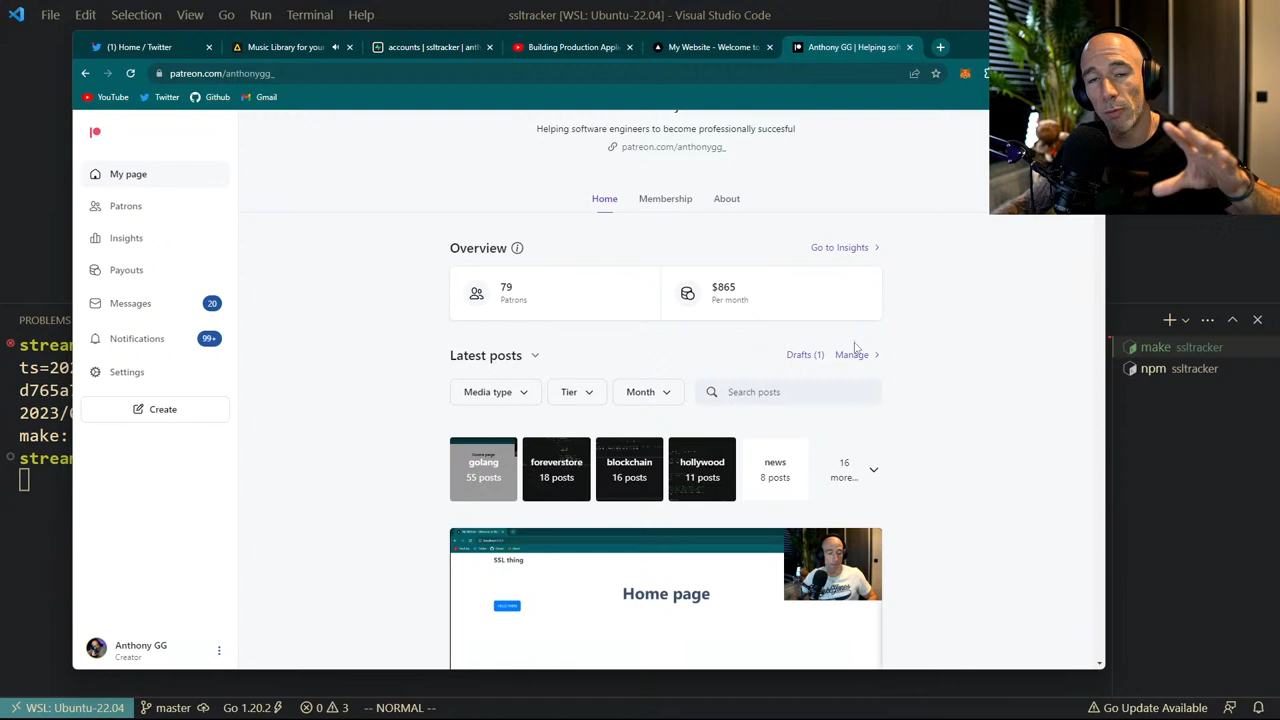 File Edit Selection View Go Run Terminal Help
ssltracker [WSL: Ubuntu-22.04] - Visual Studio Code
(1) Home / Twitter
Music Library for your
accounts | ssltracker | anth
Building Production Apple
My Website - Welcome to
Anthony GG | Helping soft
patreon.com/anthonygg_
YouTube Twitter Github Gmail
My page
Patrons
Insights
Payouts
Messages 20
Notifications 99+
Settings
Create
Anthony GG
Creator
Helping software engineers to become professionally succesful
patreon.com/anthonygg_
Home Membership About
Overview
Go to Insights
79
Patrons
$865
Per month
Latest posts
Drafts (1) Manage
Media type Tier Month Search posts
golang
55 posts
foreverstore
18 posts
blockchain
16 posts
hollywood
11 posts
news
8 posts
16
more...
SSL thing
Home page
PROBLEMS
stream
ts=202
d765a
2023/0
make:
stream
make ssltracker
npm ssltracker
WSL: Ubuntu-22.04 master Go 1.20.2 0 3 -- NORMAL --
Go Update Available